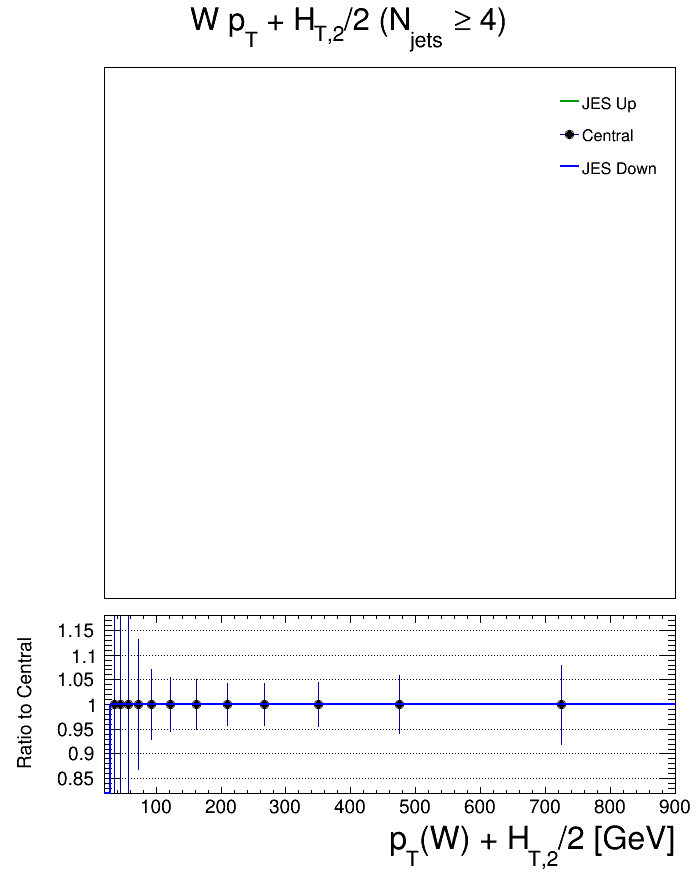 W p_T + H_T,2/2 (N_jets ≥ 4)
JES Up
Central
JES Down
Ratio to Central
1.15
1.1
1.05
1
0.95
0.9
0.85
100 200 300 400 500 600 700 800 900
p_T(W) + H_T,2/2 [GeV]